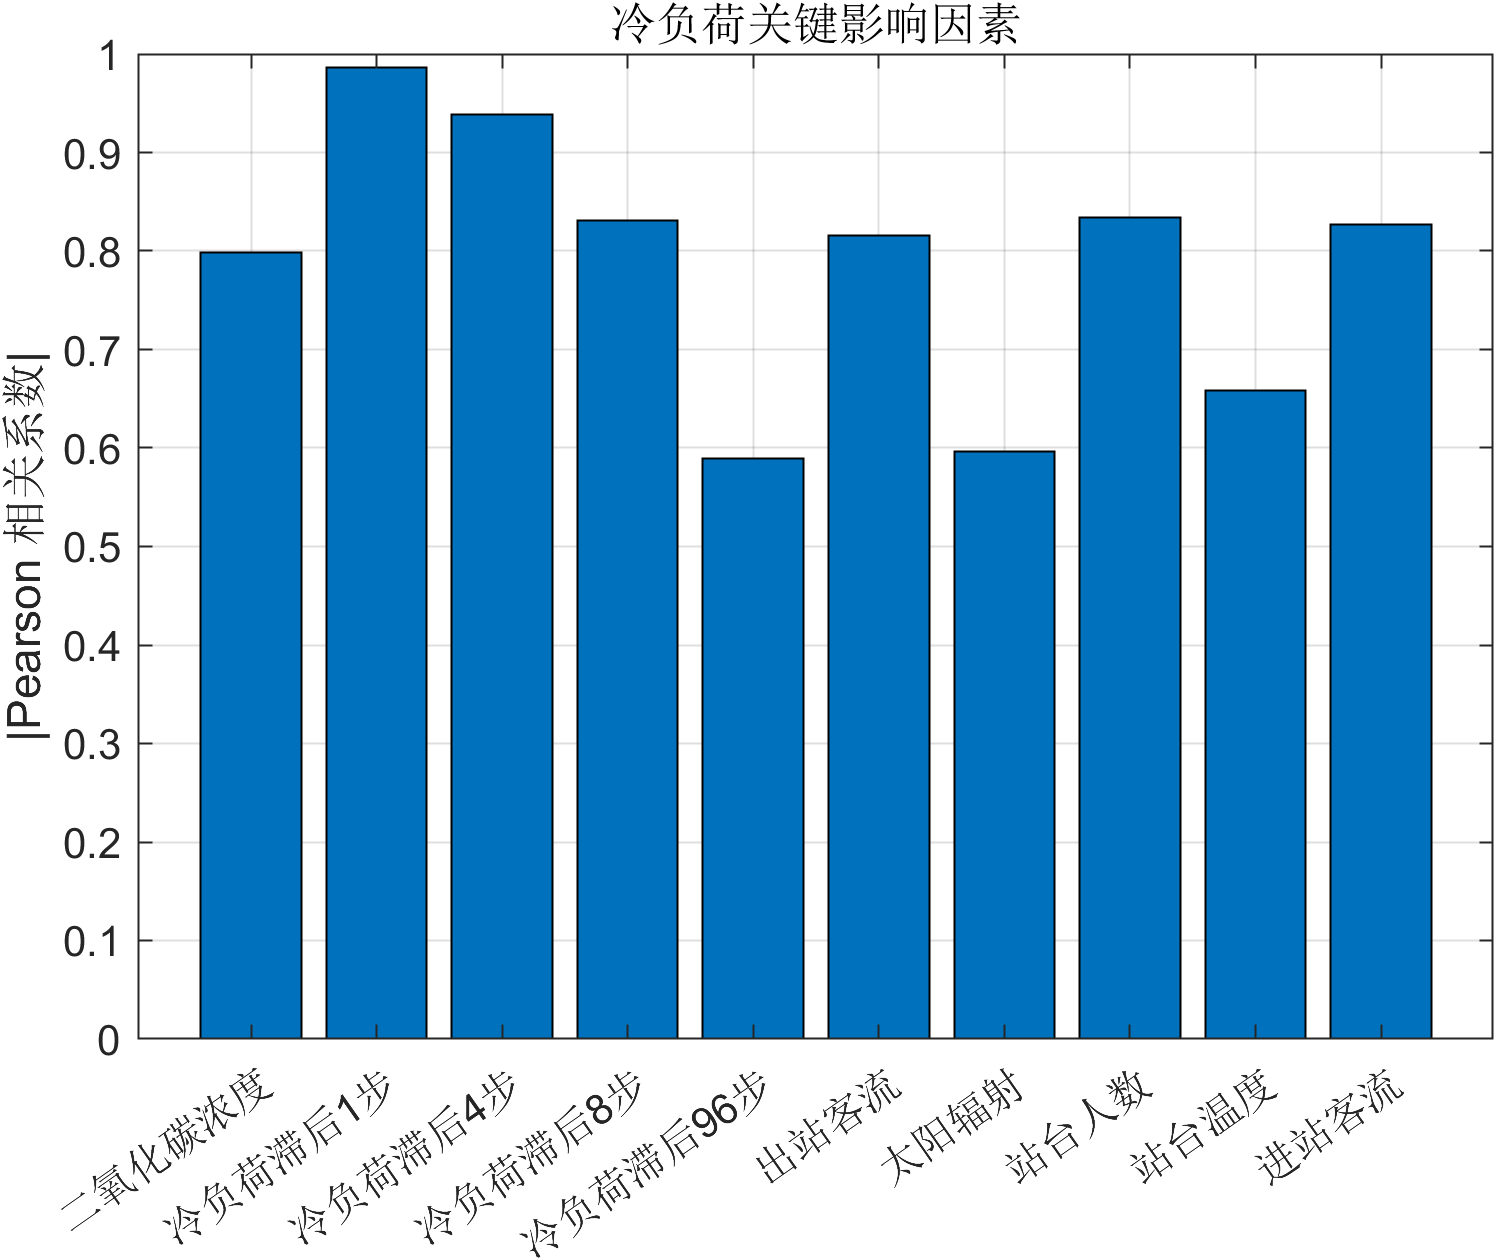 冷负荷关键影响因素
|Pearson 相关系数|
1
0.9
0.8
0.7
0.6
0.5
0.4
0.3
0.2
0.1
0
二氧化碳浓度
冷负荷滞后1步
冷负荷滞后4步
冷负荷滞后8步
冷负荷滞后96步
出站客流
太阳辐射
站台人数
站台温度
进站客流